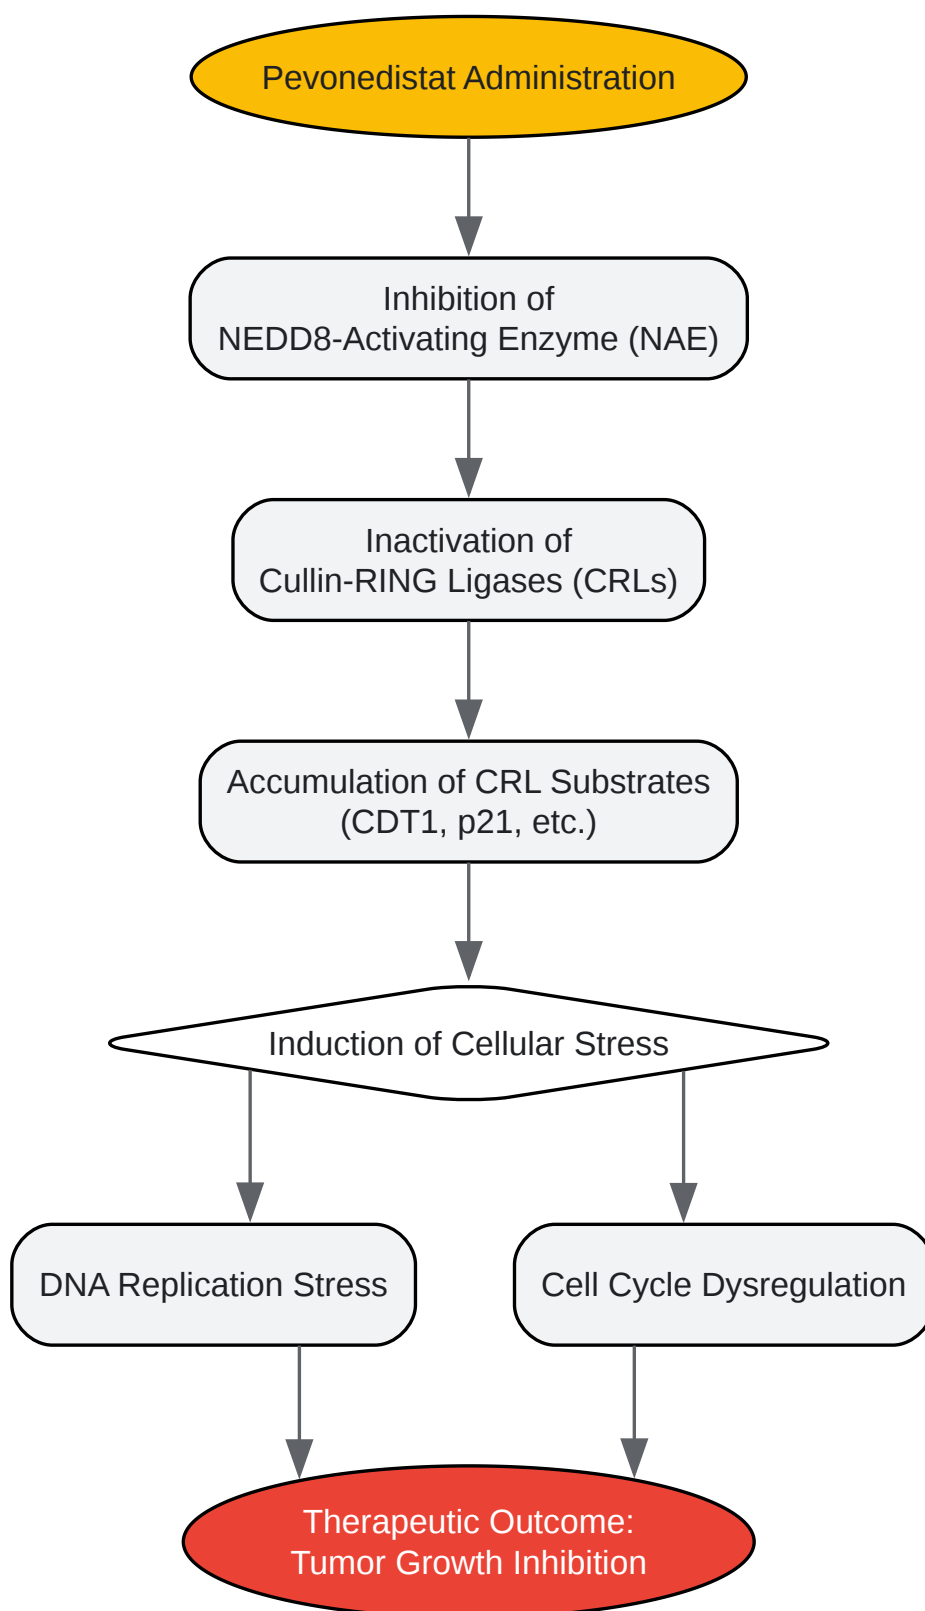 Pevonedistat Administration
Inhibition of
NEDD8-Activating Enzyme (NAE)
Inactivation of
Cullin-RING Ligases (CRLs)
Accumulation of CRL Substrates
(CDT1, p21, etc.)
Induction of Cellular Stress
DNA Replication Stress
Cell Cycle Dysregulation
Therapeutic Outcome:
Tumor Growth Inhibition